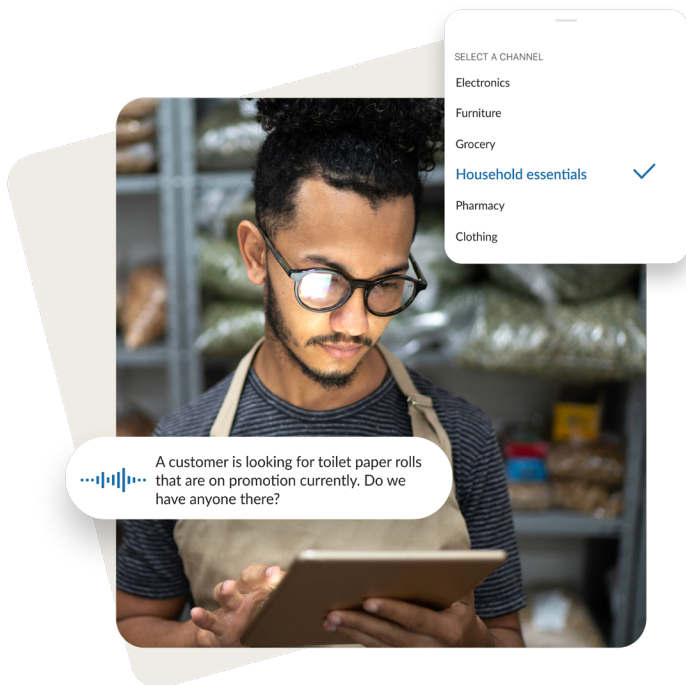 SELECT A CHANNEL
Electronics
Furniture
Grocery
Household essentials
Pharmacy
Clothing
A customer is looking for toilet paper rolls
that are on promotion currently. Do we
have anyone there?